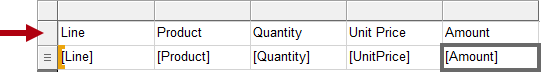 Line Product Quantity Unit Price Amount
[Line] [Product] [Quantity] [UnitPrice] [Amount]